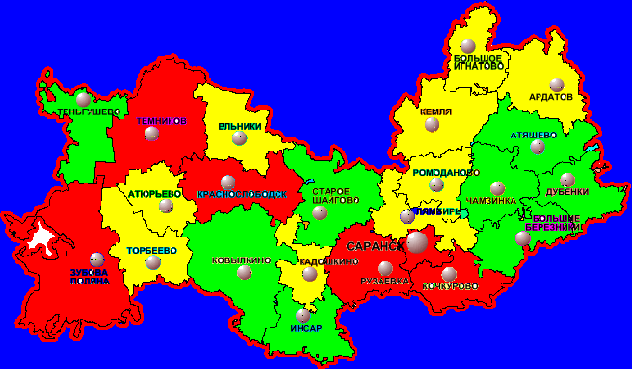 БОЛЬШОЕ
ИГНАТОВО
АРДАТОВ
ТЕНЬГУШЕВО
ТЕМНИКОВ
ЕЛЬНИКИ
КЕМЛЯ
АТЯШЕВО
РОМОДАНОВО
АТЮРЬЕВО
КРАСНОСЛОБОДСК
СТАРОЕ
ШАЙГОВО
ЧАМЗИНКА
ДУБЕНКИ
ЛЯМБИРЬ
БОЛЬШИЕ
БЕРЕЗНИКИ
САРАНСК
ТОРБЕЕВО
КОВЫЛКИНО
КАДОШКИНО
ЗУБОВА
ПОЛЯНА
РУЗАЕВКА
КОЧКУРОВО
ИНСАР